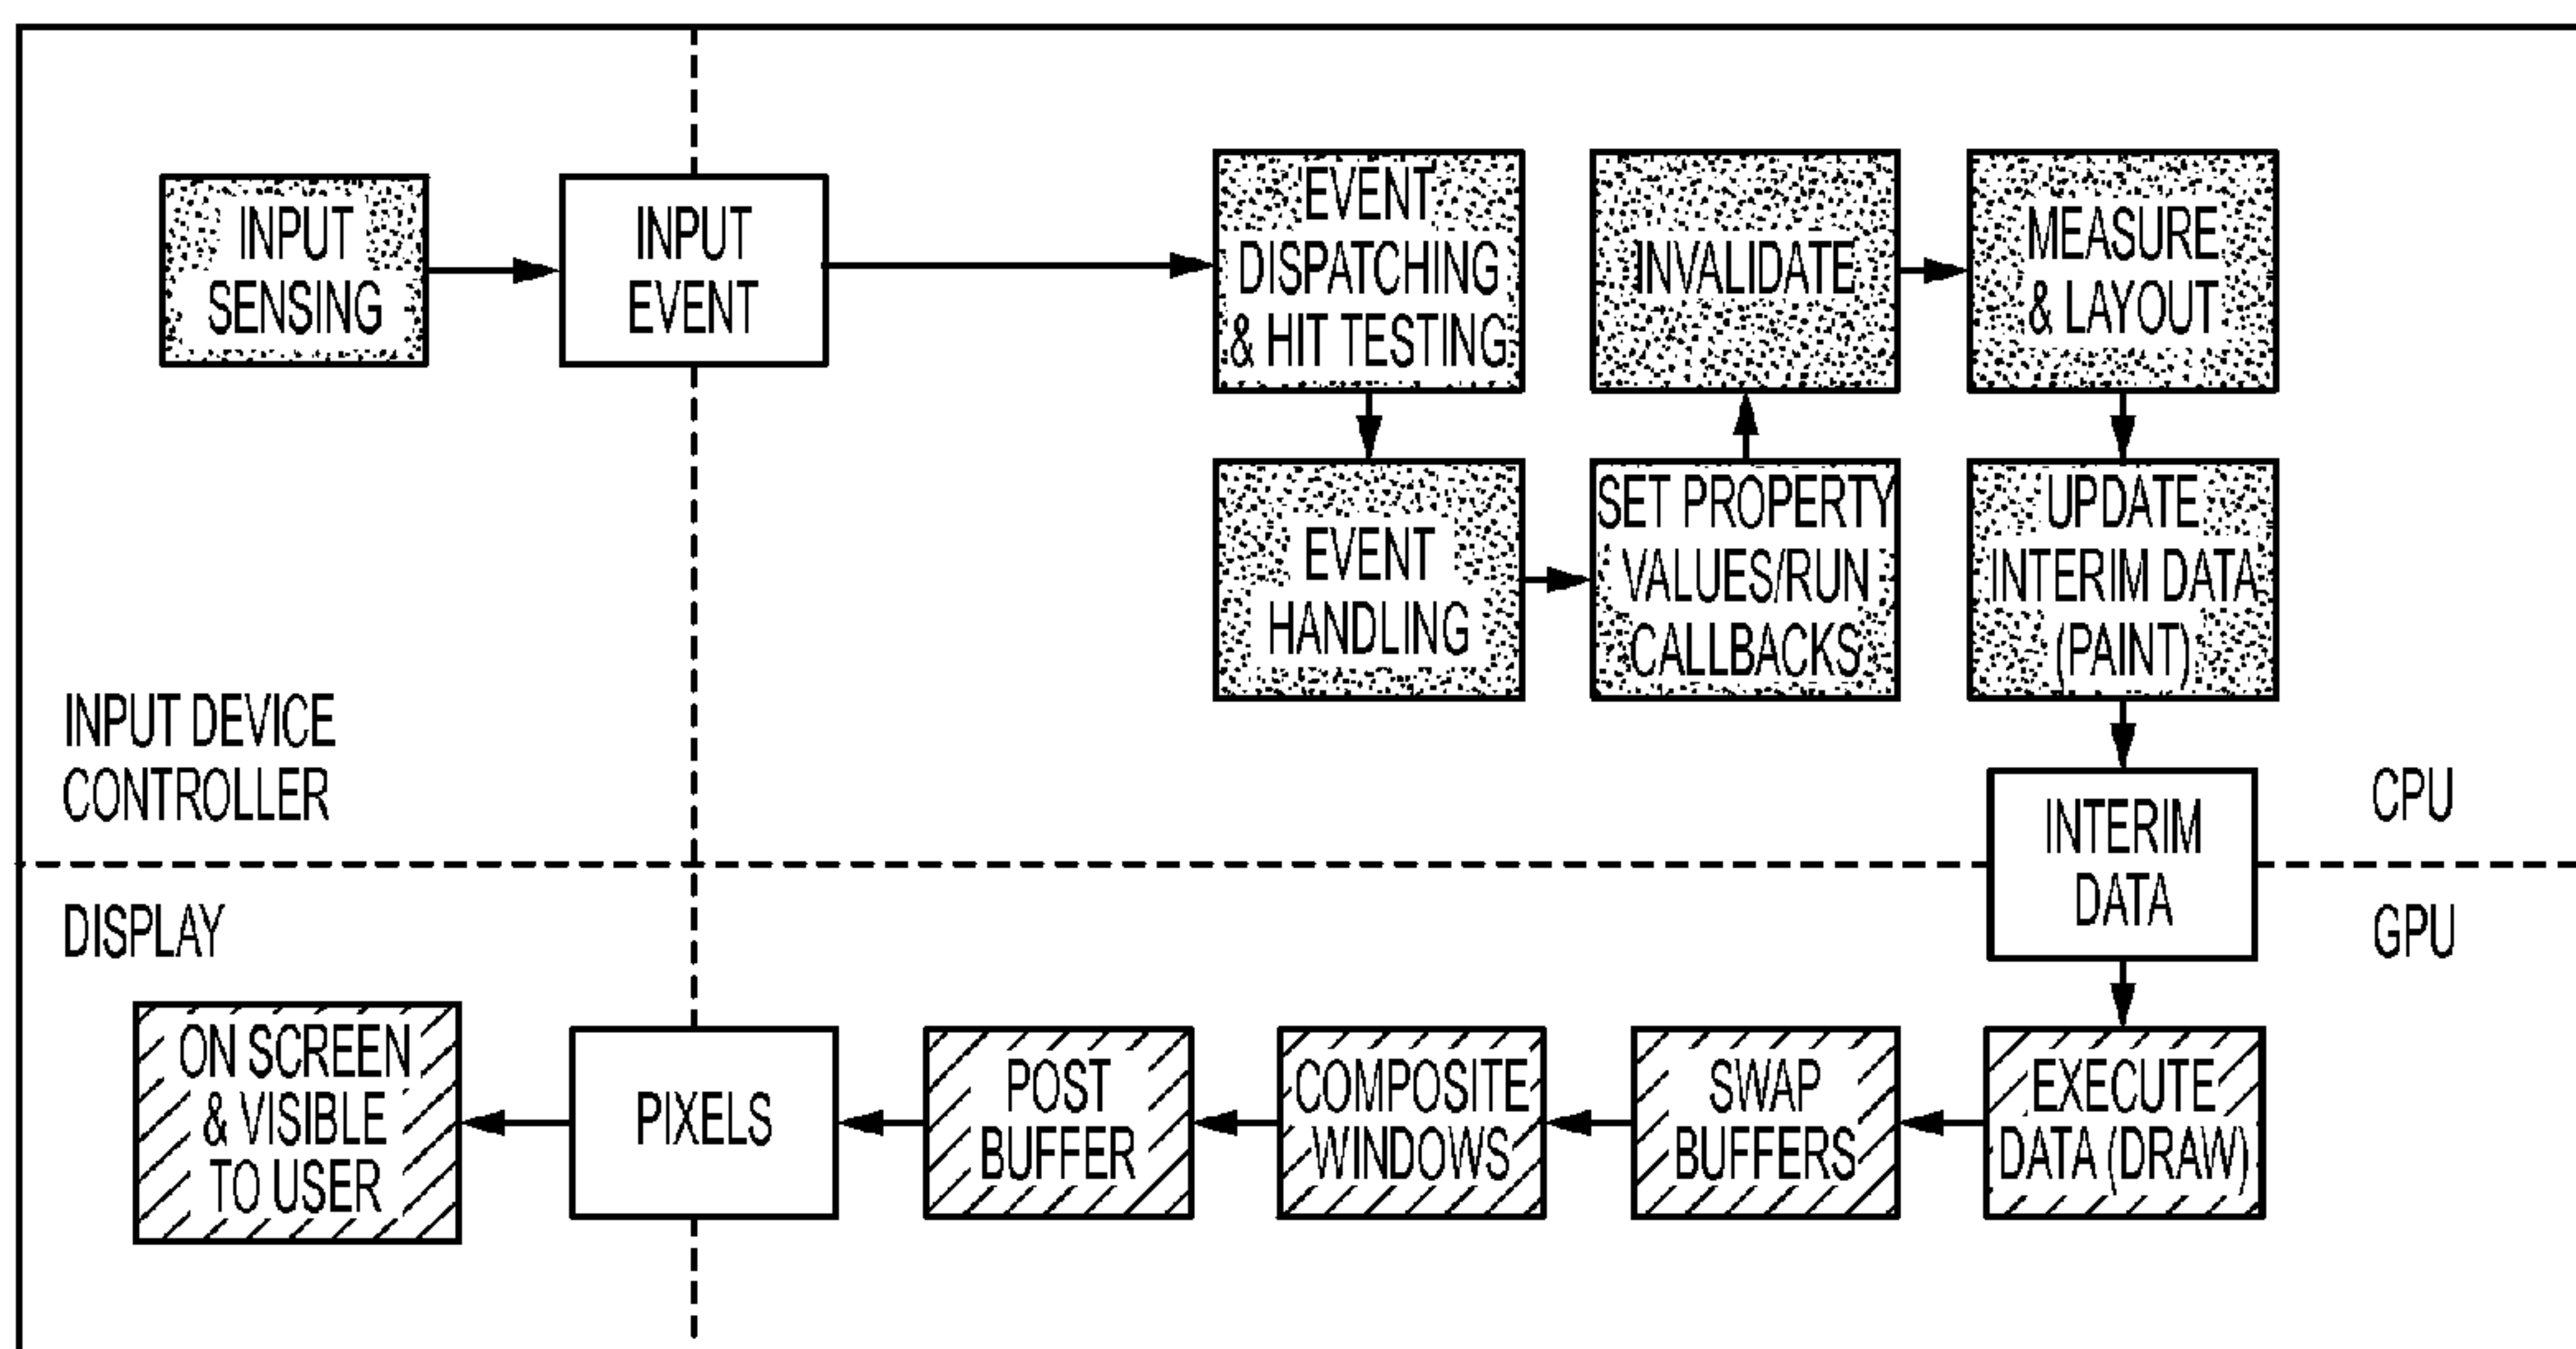 INPUT
SENSING
INPUT
EVENT
EVENT
DISPATCHING
& HIT TESTING
EVENT
HANDLING
SET PROPERTY
VALUES/RUN
CALLBACKS
INVALIDATE
MEASURE
& LAYOUT
UPDATE
INTERIM DATA
(PAINT)
INPUT DEVICE
CONTROLLER
CPU
INTERIM
DATA
DISPLAY
GPU
EXECUTE
DATA (DRAW)
SWAP
BUFFERS
COMPOSITE
WINDOWS
POST
BUFFER
PIXELS
ON SCREEN
& VISIBLE
TO USER